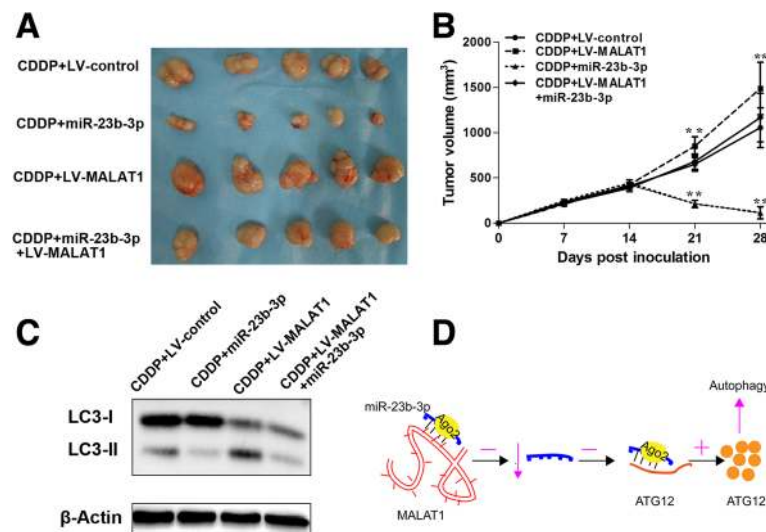 A
CDDP+LV-control
CDDP+miR-23b-3p
CDDP+LV-MALAT1
CDDP+miR-23b-3p
+LV-MALAT1
B
CDDP+LV-control
CDDP+LV-MALAT1
CDDP+miR-23b-3p
CDDP+LV-MALAT1
+miR-23b-3p
Tumor volume (mm³)
2000
1500
1000
500
0
**
**
**
**
0
7
14
21
28
Days post inoculation
C
CDDP+LV-control
CDDP+miR-23b-3p
CDDP+LV-MALAT1
CDDP+LV-MALAT1
+miR-23b-3p
LC3-I
LC3-II
β-Actin
D
miR-23b-3p
Ago2
MALAT1
−
−
Ago2
ATG12
+
Autophagy
ATG12